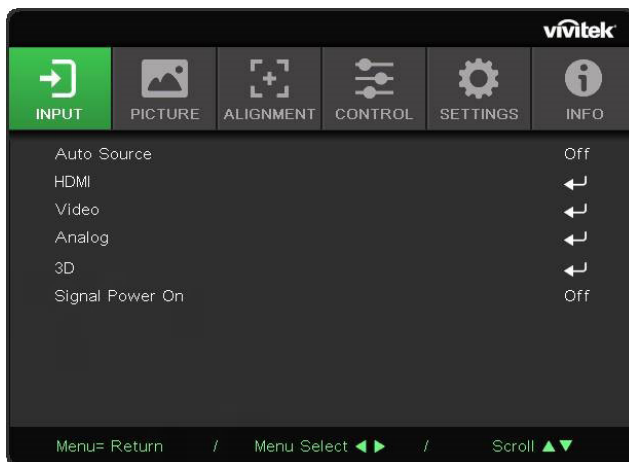 vivitek
INPUT PICTURE ALIGNMENT CONTROL SETTINGS INFO
Auto Source Off
HDMI
Video
Analog
3D
Signal Power On Off
Menu= Return / Menu Select ◀ ▶ / Scroll ▲▼